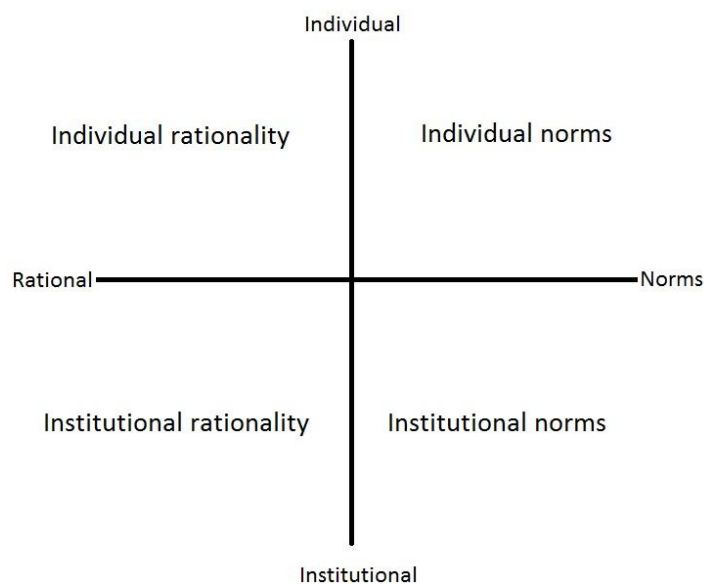 Individual
Individual rationality
Individual norms
Rational
Norms
Institutional rationality
Institutional norms
Institutional